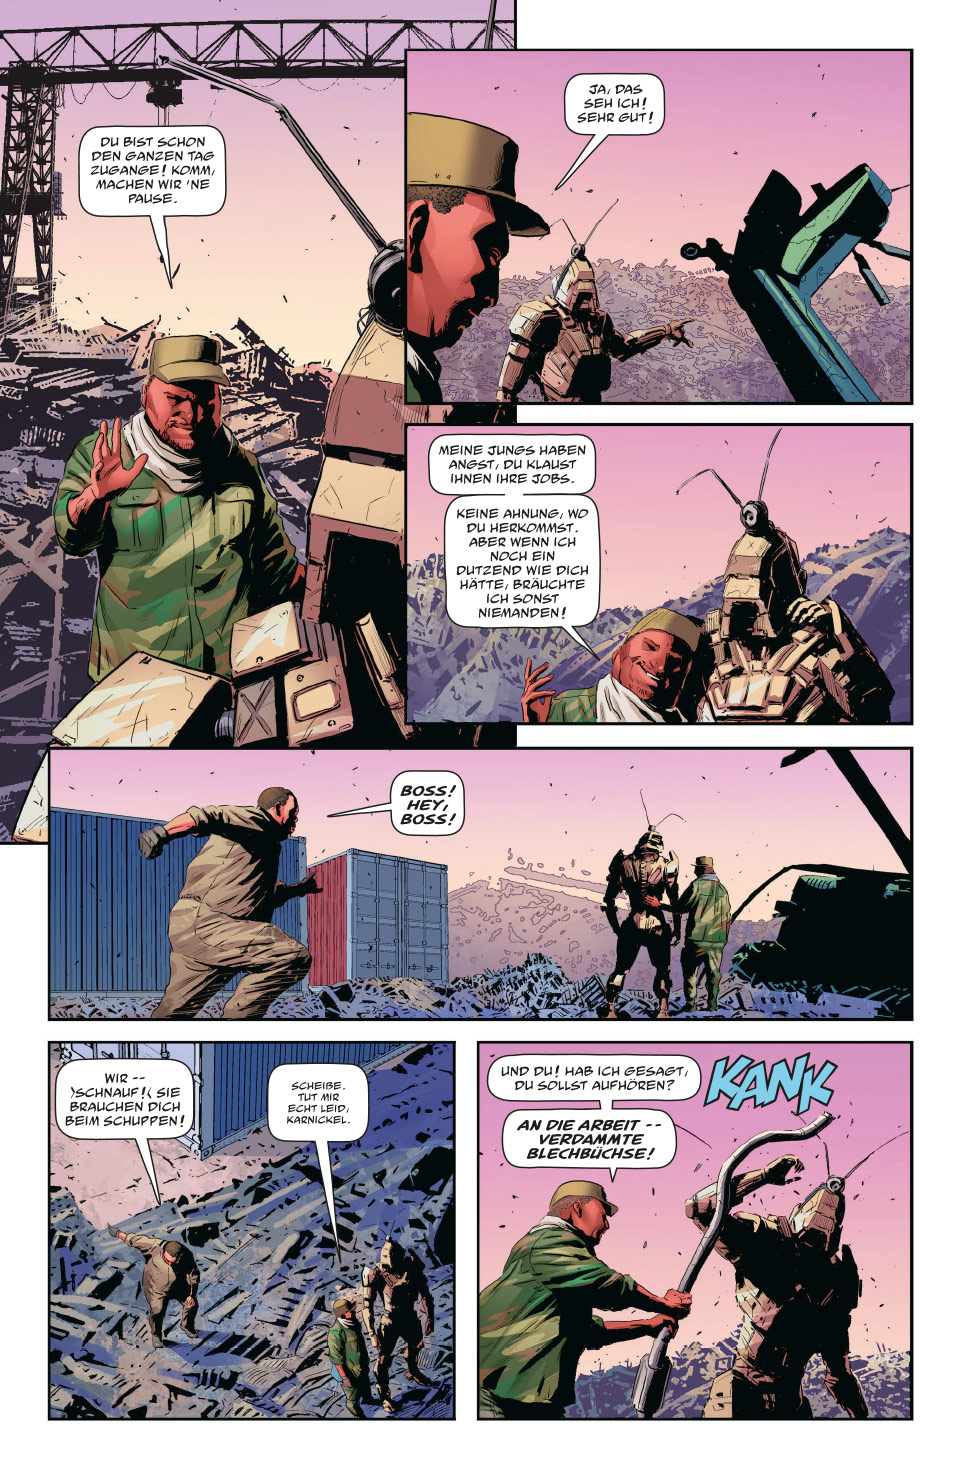 DU BIST SCHON
DEN GANZEN TAG
ZUGANGE! KOMM,
MACHEN WIR 'NE
PAUSE.
JA, DAS
SEH ICH!
SEHR GUT!
MEINE JUNGS HABEN
ANGST, DU KLAUST
IHNEN IHRE JOBS.
KEINE AHNUNG, WO
DU HERKOMMST.
ABER WENN ICH
NOCH EIN
DUTZEND WIE DICH
HÄTTE, BRÄUCHTE
ICH SONST
NIEMANDEN!
BOSS!
HEY,
BOSS!
WIR --
›SCHNAUF!‹ SIE
BRAUCHEN DICH
BEIM SCHUPPEN!
SCHEIBE.
TUT MIR
ECHT LEID,
KARNICKEL.
UND DU! HAB ICH GESAGT,
DU SOLLST AUFHÖREN?
KANK
AN DIE ARBEIT --
VERDAMMTE
BLECHBÜCHSE!